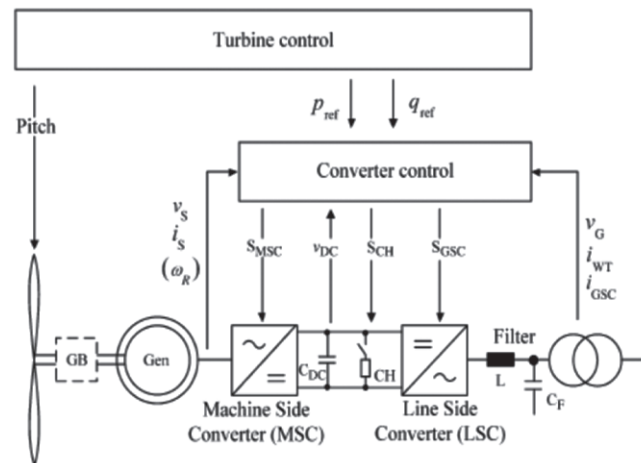 Turbine control
Pitch
p_ref
q_ref
Converter control
v_S
i_S
(ω_R)
S_MSC
v_DC
S_CH
S_GSC
v_G
i_WT
i_GSC
GB
Gen
C_DC
CH
Filter
L
C_F
Machine Side
Converter (MSC)
Line Side
Converter (LSC)